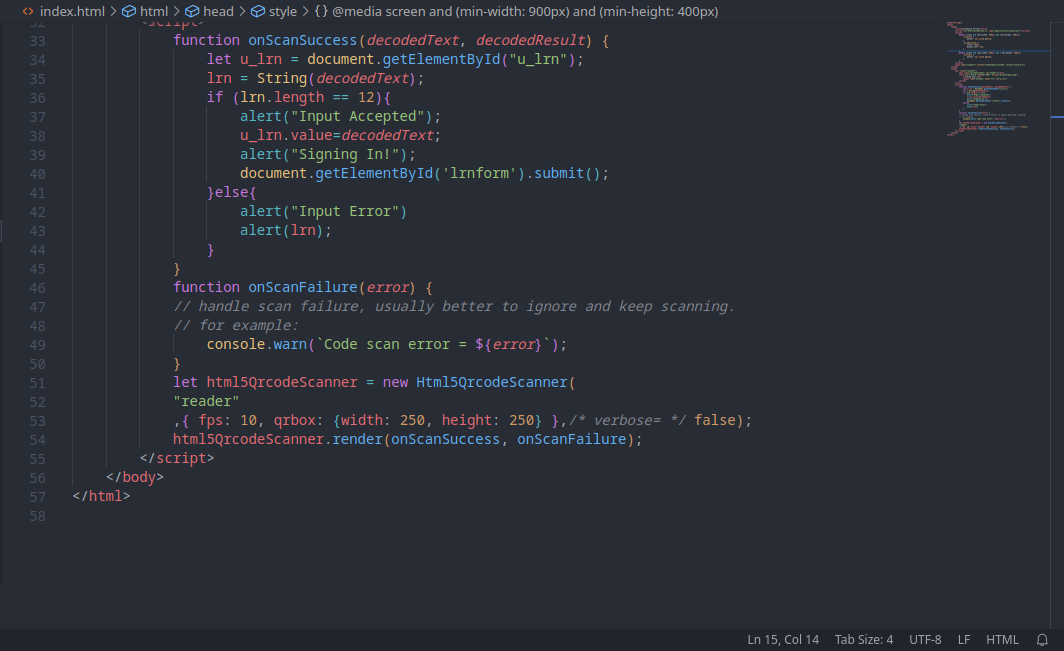 <> index.html > html > head > style > {} @media screen and (min-width: 900px) and (min-height: 400px)
32 <script>
33 function onScanSuccess(decodedText, decodedResult) {
34 let u_lrn = document.getElementById("u_lrn");
35 lrn = String(decodedText);
36 if (lrn.length == 12){
37 alert("Input Accepted");
38 u_lrn.value=decodedText;
39 alert("Signing In!");
40 document.getElementById('lrnform').submit();
41 }else{
42 alert("Input Error")
43 alert(lrn);
44 }
45 }
46 function onScanFailure(error) {
47 // handle scan failure, usually better to ignore and keep scanning.
48 // for example:
49 console.warn(`Code scan error = ${error}`);
50 }
51 let html5QrcodeScanner = new Html5QrcodeScanner(
52 "reader"
53 ,{ fps: 10, qrbox: {width: 250, height: 250} },/* verbose= */ false);
54 html5QrcodeScanner.render(onScanSuccess, onScanFailure);
55 </script>
56 </body>
57 </html>
58
Ln 15, Col 14 Tab Size: 4 UTF-8 LF HTML